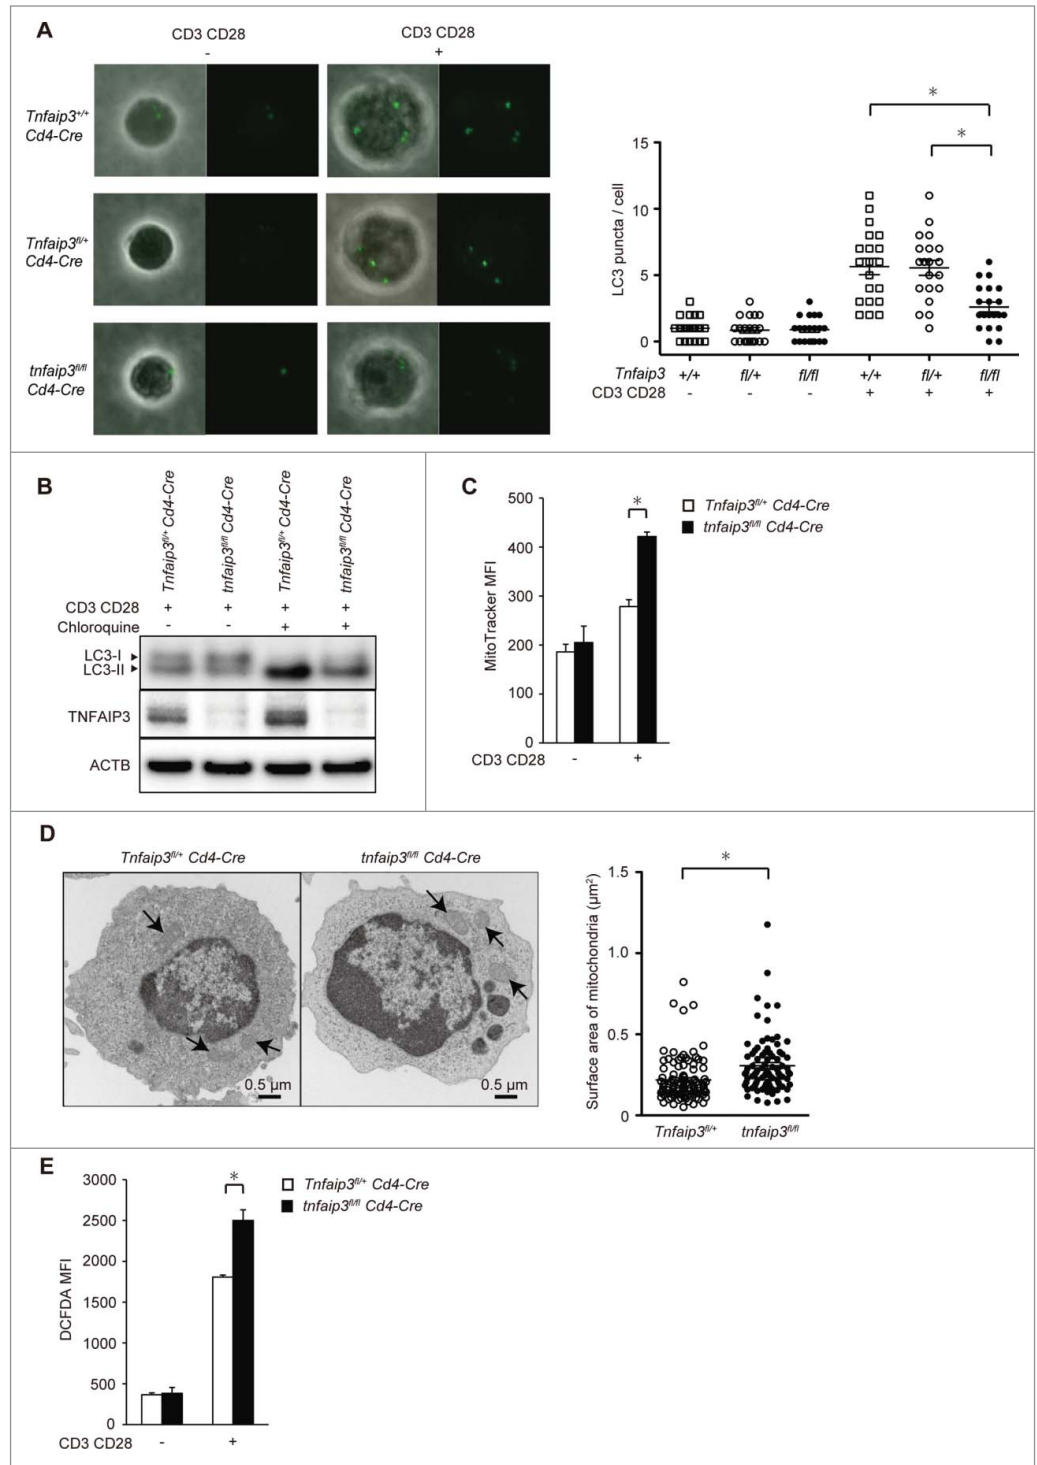 A
CD3 CD28
-
CD3 CD28
+
Tnfaip3+/+
Cd4-Cre
Tnfaip3fl/+
Cd4-Cre
tnfaip3fl/fl
Cd4-Cre
*
*
15
10
5
0
LC3 puncta / cell
Tnfaip3 +/+ fl/+ fl/fl +/+ fl/+ fl/fl
CD3 CD28 - - - + + +
B
Tnfaip3fl/+ Cd4-Cre
tnfaip3fl/fl Cd4-Cre
Tnfaip3fl/+ Cd4-Cre
tnfaip3fl/fl Cd4-Cre
CD3 CD28 + + + +
Chloroquine - - + +
LC3-I
LC3-II
TNFAIP3
ACTB
C
500
400
300
200
100
0
MitoTracker MFI
*
Tnfaip3fl/+ Cd4-Cre
tnfaip3fl/fl Cd4-Cre
CD3 CD28 - +
D
Tnfaip3fl/+ Cd4-Cre
tnfaip3fl/fl Cd4-Cre
0.5 µm
0.5 µm
*
1.5
1.0
0.5
0
Surface area of mitochondria (µm²)
Tnfaip3fl/+ tnfaip3fl/fl
E
3000
2500
2000
1500
1000
500
0
DCFDA MFI
*
Tnfaip3fl/+ Cd4-Cre
tnfaip3fl/fl Cd4-Cre
CD3 CD28 - +